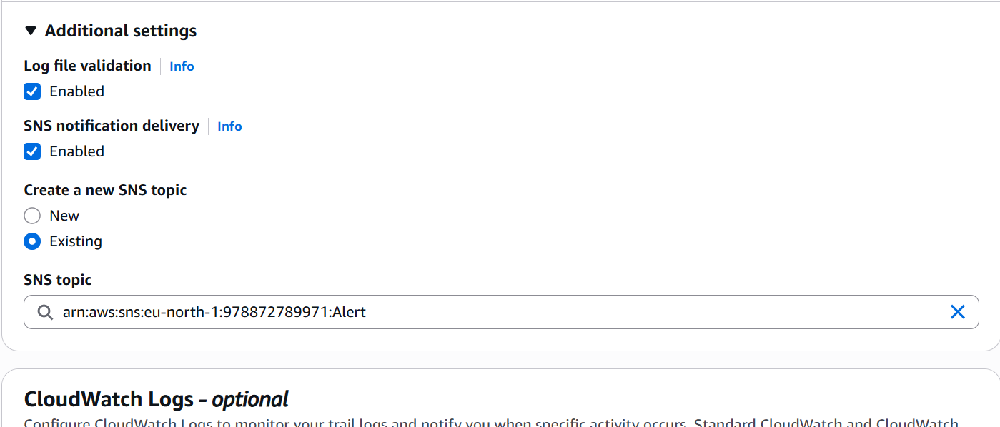 Additional settings
Log file validation Info
Enabled
SNS notification delivery Info
Enabled
Create a new SNS topic
New
Existing
SNS topic
arn:aws:sns:eu-north-1:978872789971:Alert
CloudWatch Logs - optional
Configure CloudWatch Logs to monitor your trail logs and notify you when specific activity occurs. Standard CloudWatch and CloudWatch